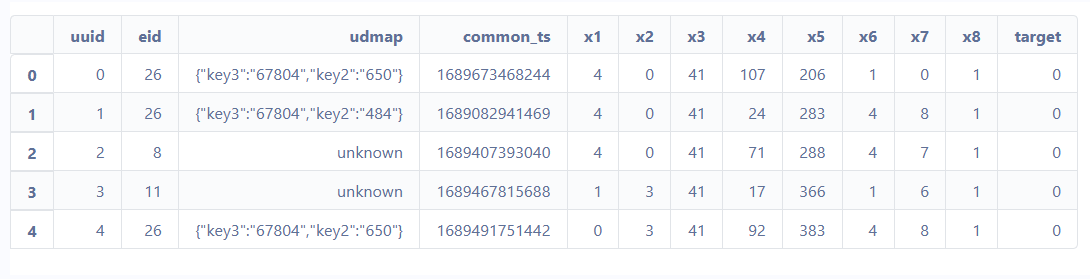 uuid eid udmap common_ts x1 x2 x3 x4 x5 x6 x7 x8 target
0 0 26 {"key3":"67804","key2":"650"} 1689673468244 4 0 41 107 206 1 0 1 0
1 1 26 {"key3":"67804","key2":"484"} 1689082941469 4 0 41 24 283 4 8 1 0
2 2 8 unknown 1689407393040 4 0 41 71 288 4 7 1 0
3 3 11 unknown 1689467815688 1 3 41 17 366 1 6 1 0
4 4 26 {"key3":"67804","key2":"650"} 1689491751442 0 3 41 92 383 4 8 1 0